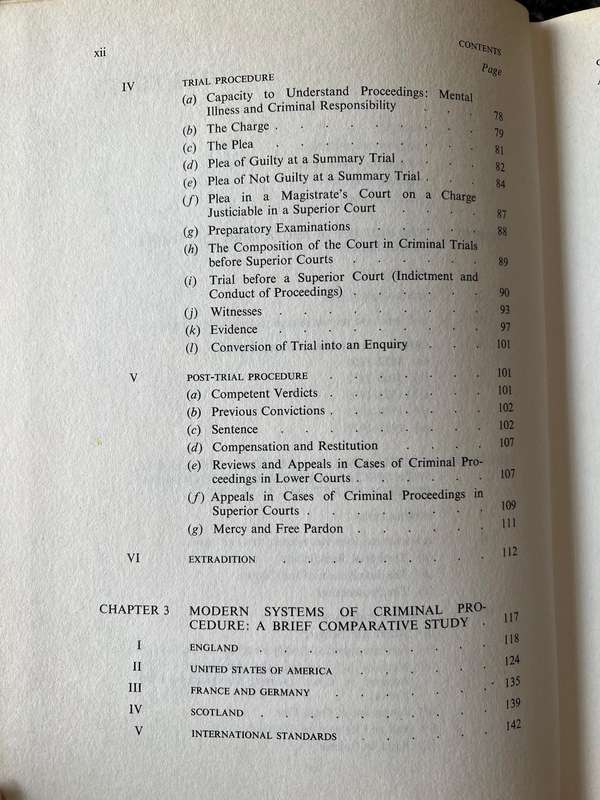 xii CONTENTS
Page
IV TRIAL PROCEDURE
(a) Capacity to Understand Proceedings: Mental
Illness and Criminal Responsibility . . . 78
(b) The Charge . . . . . . . . 79
(c) The Plea . . . . . . . . 81
(d) Plea of Guilty at a Summary Trial . . . . 82
(e) Plea of Not Guilty at a Summary Trial . . . 84
(f) Plea in a Magistrate's Court on a Charge
Justiciable in a Superior Court . . . . 87
(g) Preparatory Examinations . . . . . 88
(h) The Composition of the Court in Criminal Trials
before Superior Courts . . . . . . 89
(i) Trial before a Superior Court (Indictment and
Conduct of Proceedings) . . . . . . 90
(j) Witnesses . . . . . . . . 93
(k) Evidence . . . . . . . . 97
(l) Conversion of Trial into an Enquiry . . . 101
V POST-TRIAL PROCEDURE . . . . . . 101
(a) Competent Verdicts . . . . . . 101
(b) Previous Convictions . . . . . . 102
(c) Sentence . . . . . . . . 102
(d) Compensation and Restitution . . . . 107
(e) Reviews and Appeals in Cases of Criminal Pro-
ceedings in Lower Courts . . . . . . 107
(f) Appeals in Cases of Criminal Proceedings in
Superior Courts . . . . . . . 109
(g) Mercy and Free Pardon . . . . . 111
VI EXTRADITION . . . . . . . . 112
CHAPTER 3 MODERN SYSTEMS OF CRIMINAL PRO-
CEDURE: A BRIEF COMPARATIVE STUDY . 117
I ENGLAND . . . . . . . . . 118
II UNITED STATES OF AMERICA . . . . . 124
III FRANCE AND GERMANY . . . . . . 135
IV SCOTLAND . . . . . . . . . 139
V INTERNATIONAL STANDARDS . . . . . 142